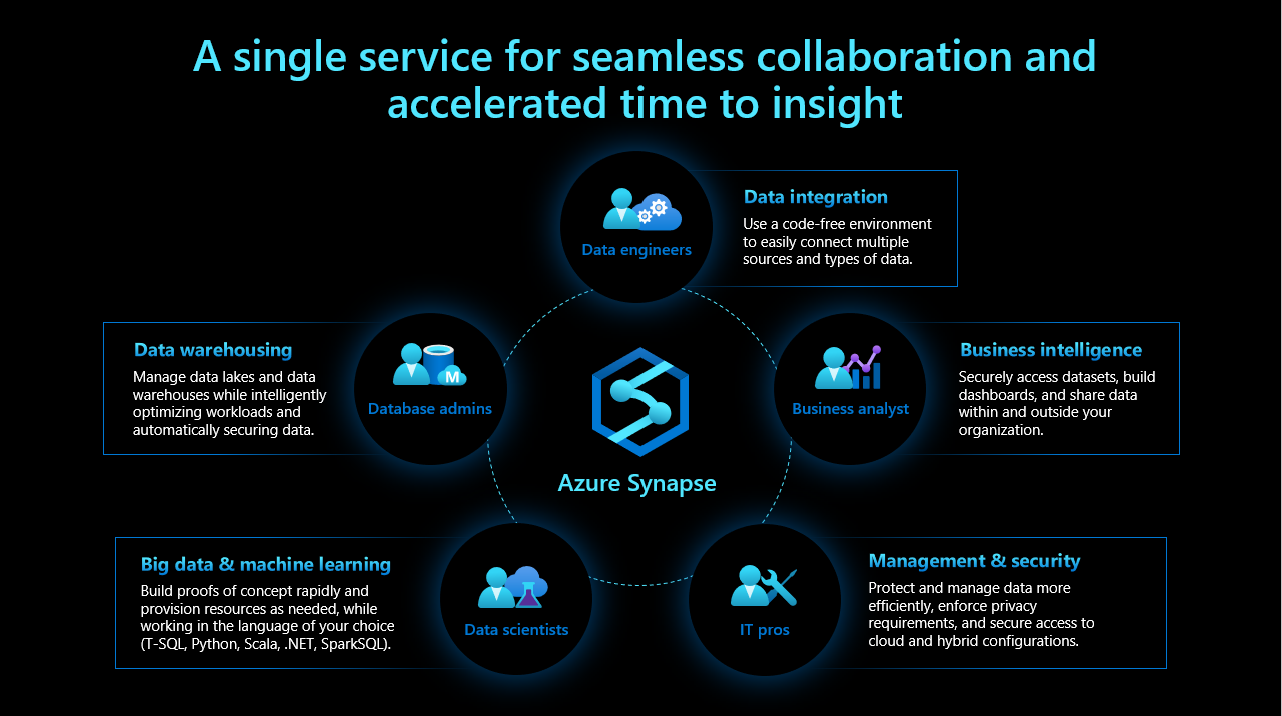 A single service for seamless collaboration and
accelerated time to insight
Data engineers
Data integration
Use a code-free environment
to easily connect multiple
sources and types of data.
Data warehousing
Manage data lakes and data
warehouses while intelligently
optimizing workloads and
automatically securing data.
M
Database admins
Business analyst
Business intelligence
Securely access datasets, build
dashboards, and share data
within and outside your
organization.
Azure Synapse
Big data & machine learning
Build proofs of concept rapidly and
provision resources as needed, while
working in the language of your choice
(T-SQL, Python, Scala, .NET, SparkSQL).
Data scientists
IT pros
Management & security
Protect and manage data more
efficiently, enforce privacy
requirements, and secure access to
cloud and hybrid configurations.